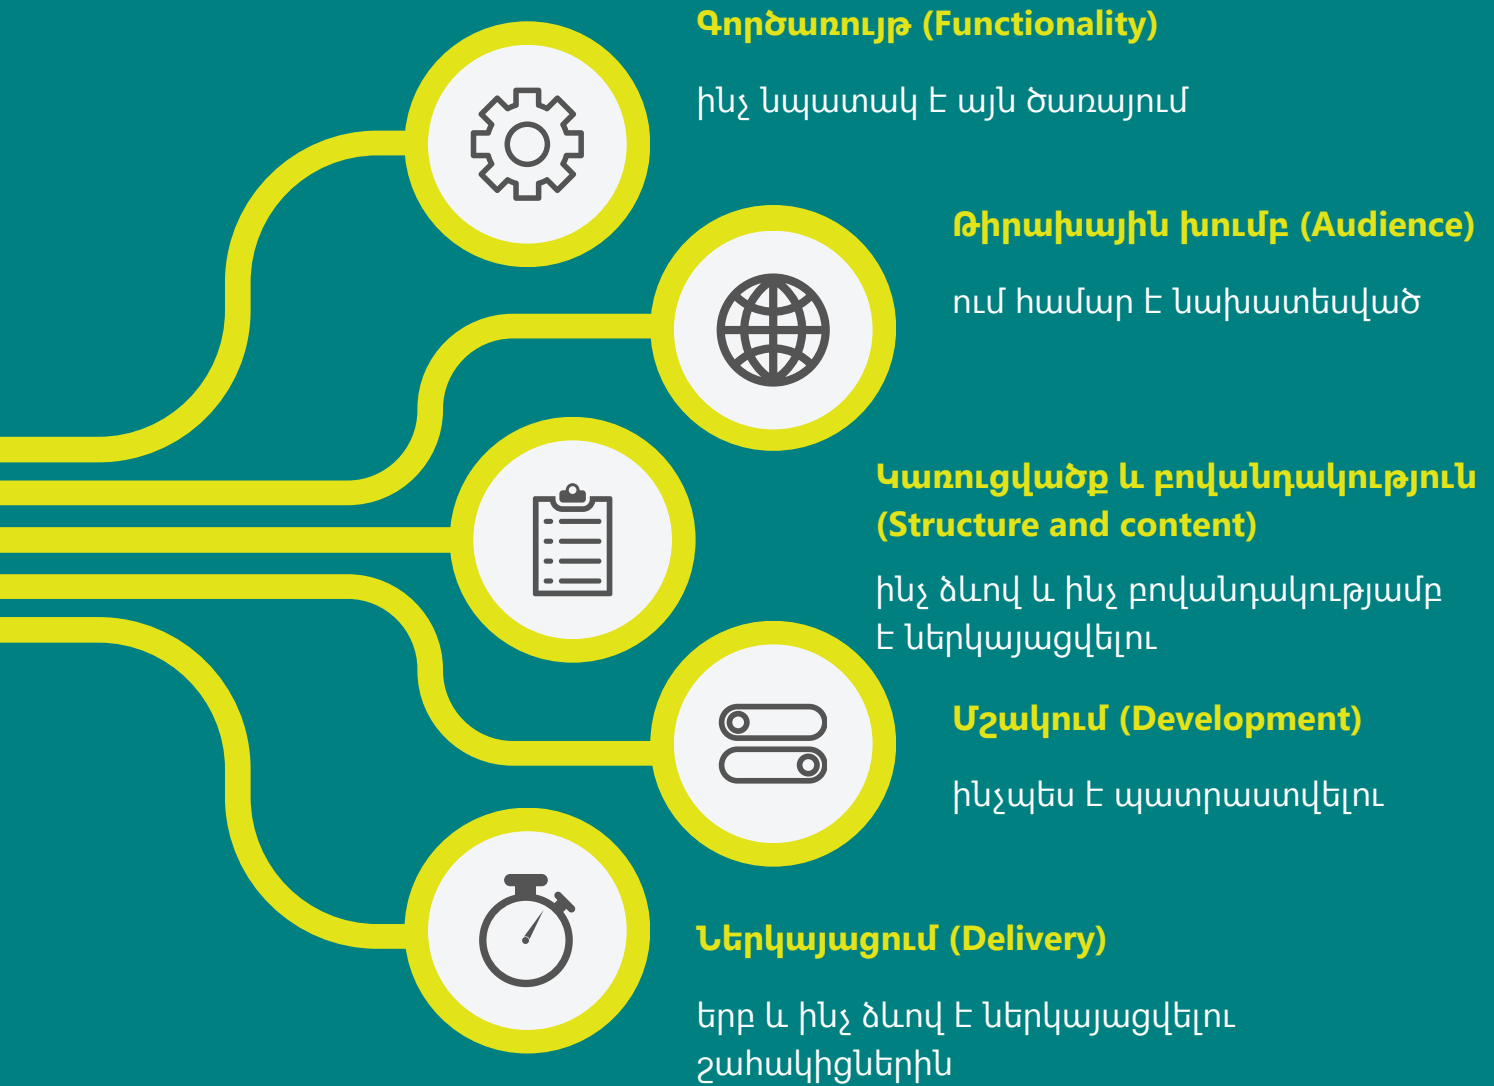 Գործառույթ (Functionality)
ինչ նպատակ է այն ծառայում
Թիրախային խումբ (Audience)
ում համար է նախատեսված
Կառուցվածք և բովանդակություն
(Structure and content)
ինչ ձևով և ինչ բովանդակությամբ
է ներկայացվելու
Մշակում (Development)
ինչպես է պատրաստվելու
Ներկայացում (Delivery)
երբ և ինչ ձևով է ներկայացվելու
շահակիցներին